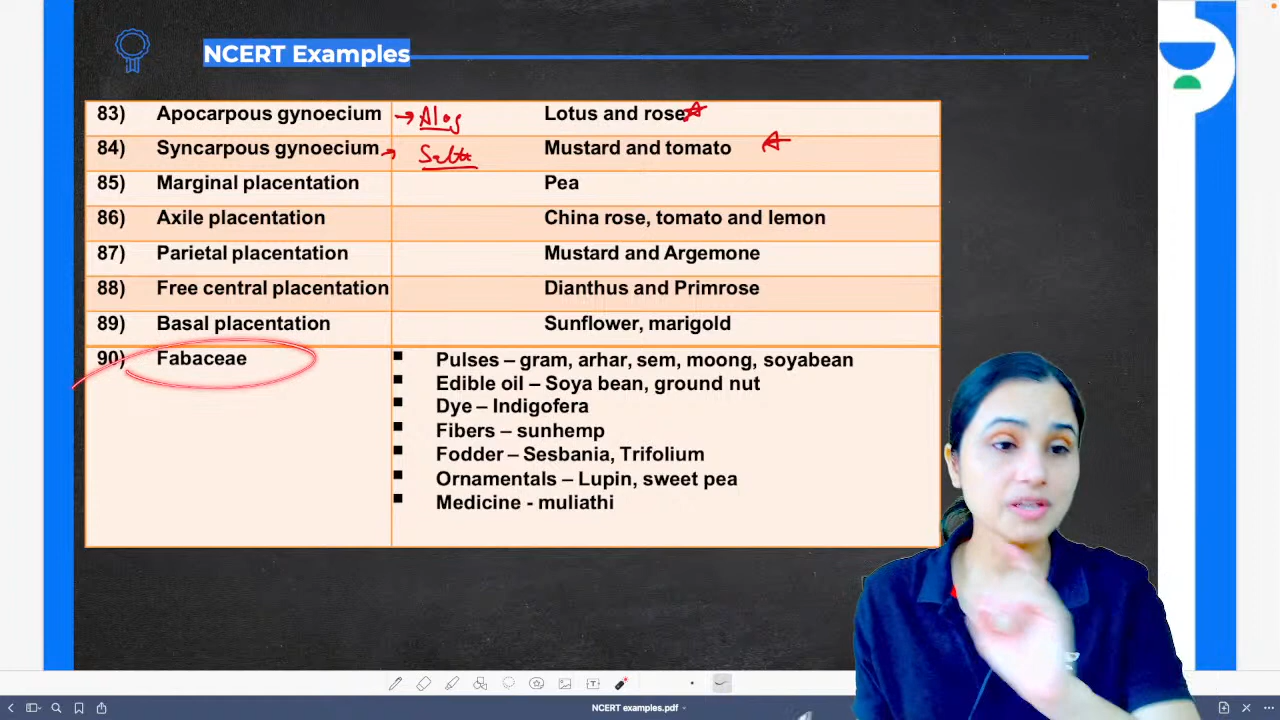 NCERT Examples
83) Apocarpous gynoecium → Alag Lotus and rose
84) Syncarpous gynoecium Mustard and tomato
85) Marginal placentation Pea
86) Axile placentation China rose, tomato and lemon
87) Parietal placentation Mustard and Argemone
88) Free central placentation Dianthus and Primrose
89) Basal placentation Sunflower, marigold
90) Fabaceae ▪ Pulses – gram, arhar, sem, moong, soyabean
▪ Edible oil – Soya bean, ground nut
▪ Dye – Indigofera
▪ Fibers – sunhemp
▪ Fodder – Sesbania, Trifolium
▪ Ornamentals – Lupin, sweet pea
▪ Medicine - muliathi
NCERT examples.pdf